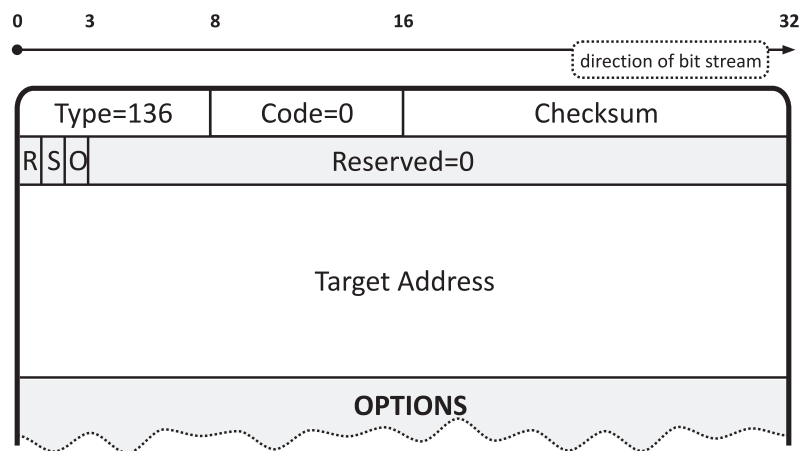 0 3 8 16 32
direction of bit stream
Type=136 Code=0 Checksum
R S O Reserved=0
Target Address
OPTIONS